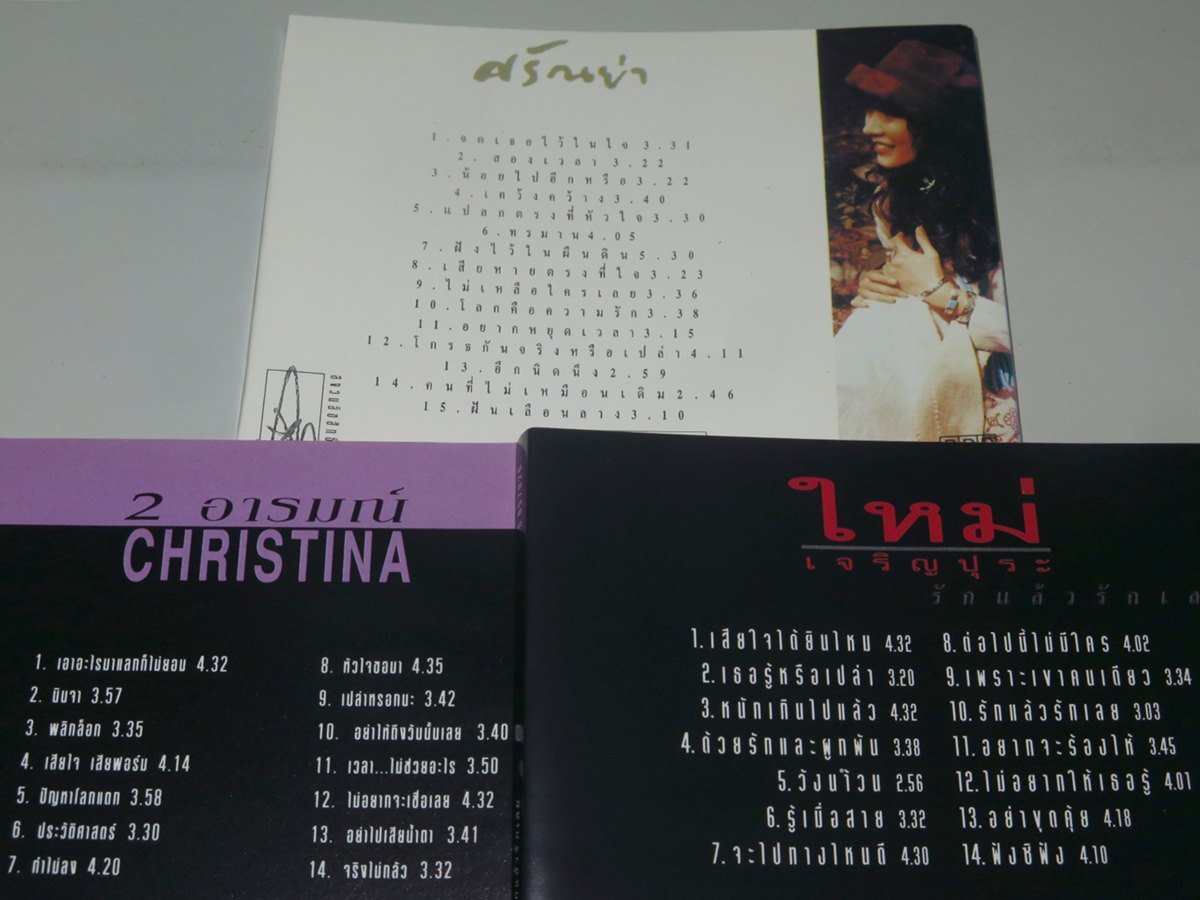 ศรัณย่า
1.จดเธอไว้ในใจ 3.31
2. สองเวลา 3.22
3.น้อยไปอีกหรือ3.22
4.เคว้งคว้าง3.40
5.แปลกตรงที่หัวใจ3.30
6.ทรมาน4.05
7.ฝังไว้ในผืนดิน5.30
8.เสียหายตรงที่ใจ3.23
9.ไม่เหลือใครเลย3.36
10.โลกคือความรัก3.38
11.อยากหยุดเวลา3.15
12.โกรธกันจริงหรือเปล่า4.11
13.อีกนิดนึง2.59
14.คนที่ไม่เหมือนเดิม2.46
15.ฝันเลือนลาง3.10
2 อารมณ์
CHRISTINA
1. เอาอะไรมาแลกก็ไม่ยอม 4.32
2. นินจา 3.57
3. พลิกล็อก 3.35
4. เสียใจ เสียฟอร์ม 4.14
5. ปัญหาโลกแตก 3.58
6. ประวัติศาสตร์ 3.30
7. ทำไม่ลง 4.20
8. หัวใจขอมา 4.35
9. เปล่าหรอกนะ 3.42
10. อย่าให้ถึงวันนั้นเลย 3.40
11. เวลา...ไม่ช่วยอะไร 3.50
12. ไม่อยากจะเชื่อเลย 4.32
13. อย่าไปเสียน้ำตา 3.41
14. จริงไม่กลัว 3.32
ใหม่
เจริญปุระ
รักแล้วรักเล
1.เสียใจได้ยินไหม 4.32
2.เธอรู้หรือเปล่า 3.20
3.หนักเกินไปแล้ว 4.32
4.ด้วยรักและผูกพัน 3.38
5.วังน้ำวน 2.56
6.รู้เมื่อสาย 3.32
7.จะไปทางไหนดี 4.30
8.ต่อไปนี้ไม่มีใคร 4.02
9.เพราะเขาคนเดียว 3.34
10.รักแล้วรักเลย 3.03
11.อยากจะร้องไห้ 3.45
12.ไม่อยากให้เธอรู้ 4.01
13.อย่าขุดคุ้ย 4.18
14.ฟังซิฟัง 4.10